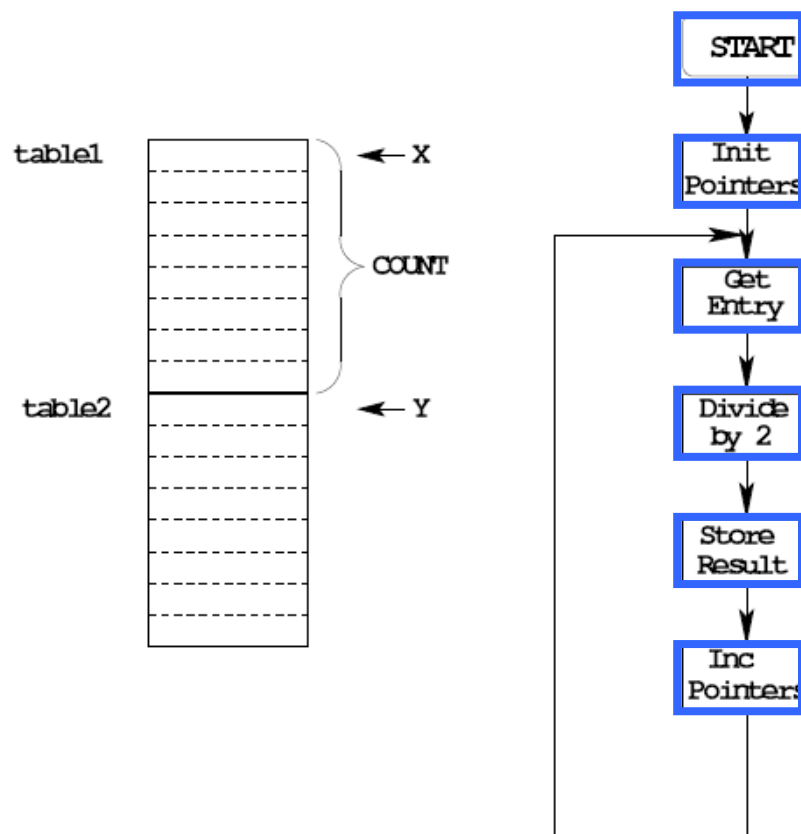 table1
X
COUNT
table2
Y
START
Init
Pointers
Get
Entry
Divide
by 2
Store
Result
Inc
Pointers